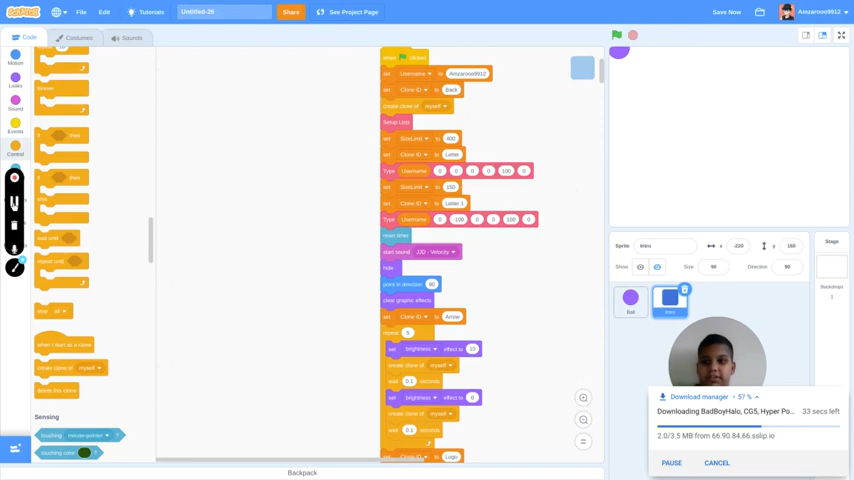 SCRATCH File Edit Tutorials Untitled-26 Share See Project Page Save Now Amzarooo9912
Code Costumes Sounds
Motion
Looks
Sound
Events
Control
10
forever
if then
if then
else
wait until
repeat until
stop all
when I start as a clone
create clone of myself
delete this clone
Sensing
touching mouse-pointer ?
touching color ?
when clicked
set Username to Amzarooo9912
set Clone ID to Back
create clone of myself
Setup Lists
set SizeLimit to 400
set Clone ID to Letter
Type Username 0 0 0 0 100 0
set SizeLimit to 150
set Clone ID to Letter 1
Type Username 0 -100 0 0 100 0
reset timer
start sound JJD - Velocity
hide
point in direction 90
clear graphic effects
set Clone ID to Arrow
repeat 5
set brightness effect to 10
create clone of myself
wait 0.1 seconds
set brightness effect to 0
create clone of myself
wait 0.1 seconds
set Clone ID to Logo
Backpack
Sprite Intro x -220 y 160
Show Size 90 Direction 90
Ball
Intro
Stage
Backdrops
1
Download manager • 57 %
Downloading BadBoyHalo, CG5, Hyper Po... 33 secs left
2.0/3.5 MB from 66.90.84.66.sslip.io
PAUSE CANCEL